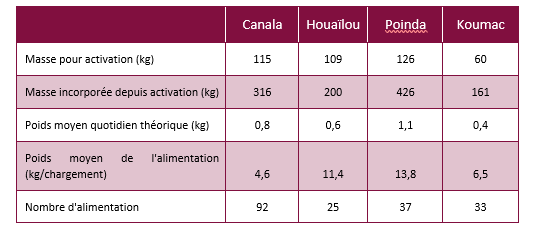 Canala Houaïlou Poinda Koumac
Masse pour activation (kg) 115 109 126 60
Masse incorporée depuis activation (kg) 316 200 426 161
Poids moyen quotidien théorique (kg) 0,8 0,6 1,1 0,4
Poids moyen de l'alimentation
(kg/chargement) 4,6 11,4 13,8 6,5
Nombre d'alimentation 92 25 37 33